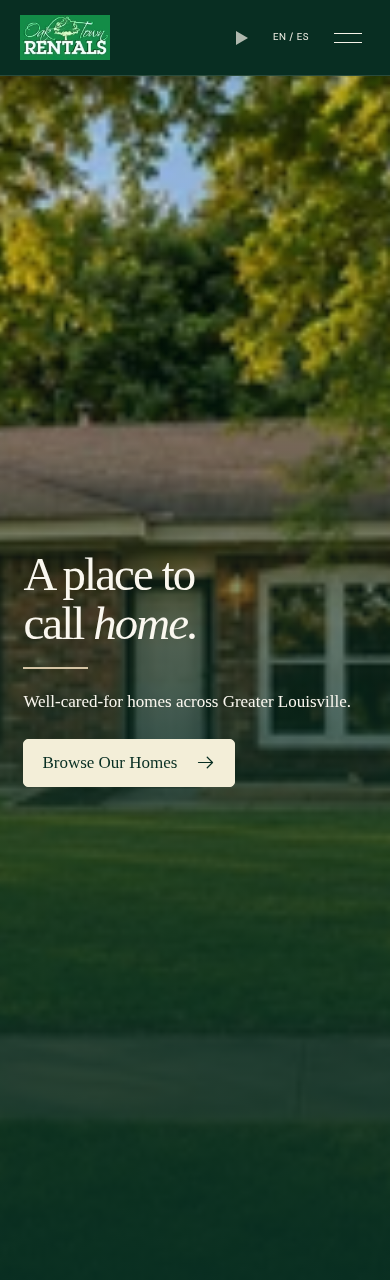 Oak Town
RENTALS
EN / ES
A place to
call home.
Well-cared-for homes across Greater Louisville.
Browse Our Homes